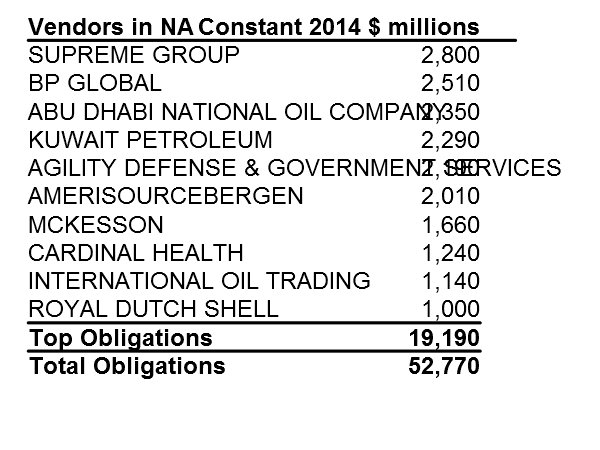 Vendors in NA Constant 2014 $ millions
SUPREME GROUP 2,800
BP GLOBAL 2,510
ABU DHABI NATIONAL OIL COMPANY 2,350
KUWAIT PETROLEUM 2,290
AGILITY DEFENSE & GOVERNMENT SERVICES 2,190
AMERISOURCEBERGEN 2,010
MCKESSON 1,660
CARDINAL HEALTH 1,240
INTERNATIONAL OIL TRADING 1,140
ROYAL DUTCH SHELL 1,000
Top Obligations 19,190
Total Obligations 52,770